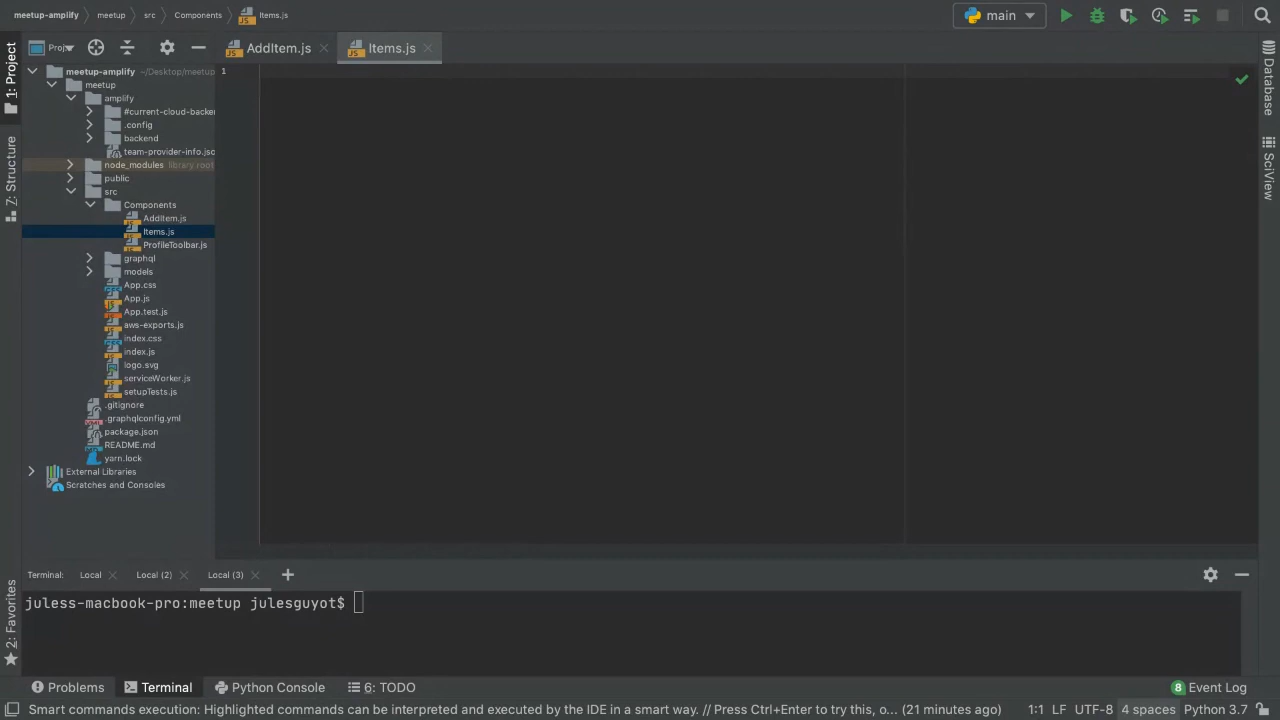 meetup-amplify meetup src Components Items.js main
1: Project
Z: Structure
2: Favorites
Proj
AddItem.js
Items.js
meetup-amplify ~/Desktop/meetup
meetup
amplify
#current-cloud-backe
.config
backend
team-provider-info.jso
node_modules library root
public
src
Components
AddItem.js
Items.js
ProfileToolbar.js
graphql
models
App.css
App.js
App.test.js
aws-exports.js
index.css
index.js
logo.svg
serviceWorker.js
setupTests.js
.gitignore
.graphqlconfig.yml
package.json
README.md
yarn.lock
External Libraries
Scratches and Consoles
1
Database
SciView
Terminal: Local Local (2) Local (3)
juless-macbook-pro:meetup julesguyot$
Problems Terminal Python Console 6: TODO 8 Event Log
Smart commands execution: Highlighted commands can be interpreted and executed by the IDE in a smart way. // Press Ctrl+Enter to try this, o... (21 minutes ago) 1:1 LF UTF-8 4 spaces Python 3.7